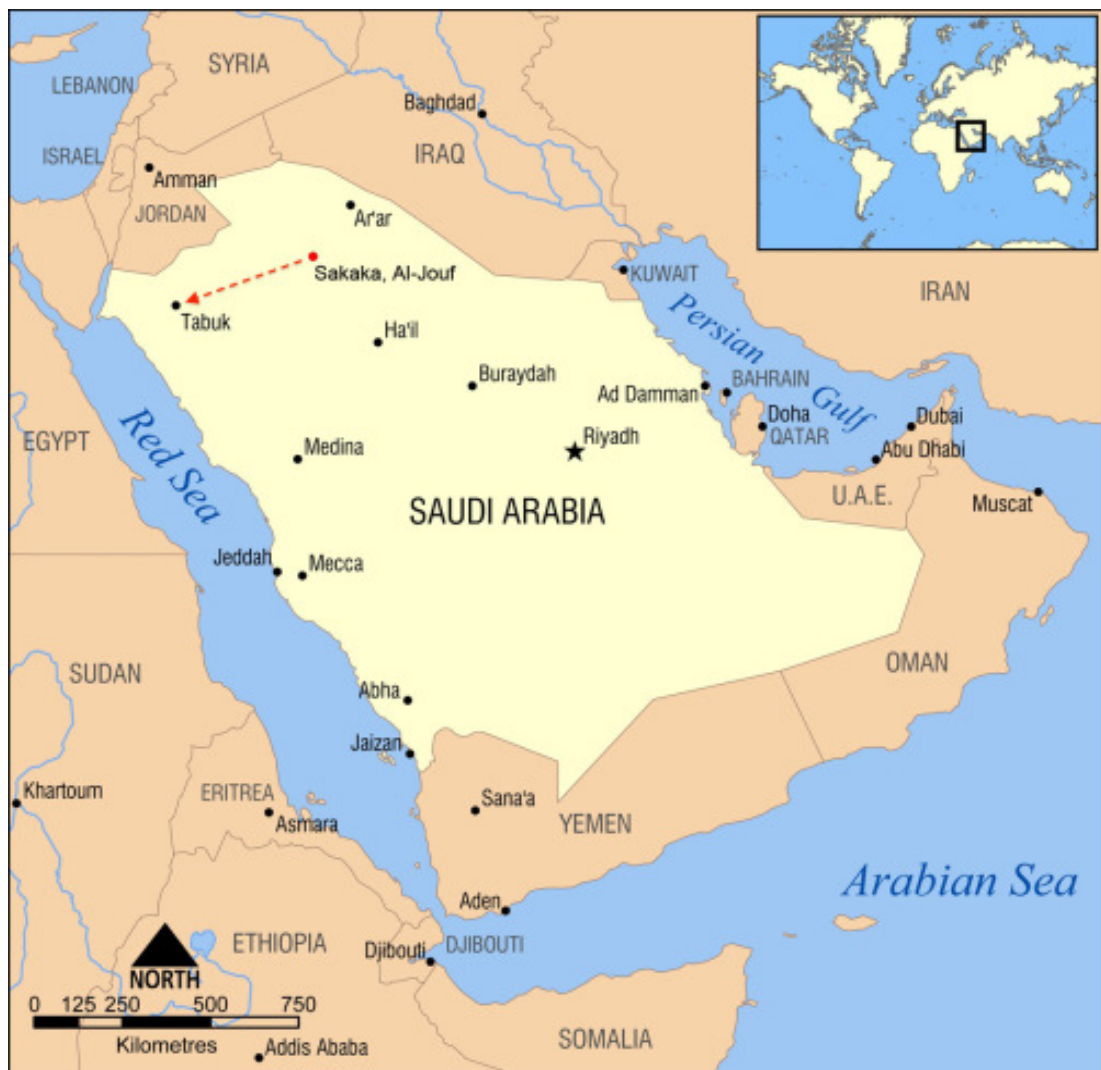 SYRIA
LEBANON
Baghdad
ISRAEL
IRAQ
Amman
JORDAN
Ar'ar
Sakaka, Al-Jouf
KUWAIT
IRAN
Tabuk
Ha'il
Persian
Gulf
Buraydah
Ad Damman
BAHRAIN
Doha
QATAR
Dubai
Abu Dhabi
EGYPT
Red Sea
Medina
Riyadh
U.A.E.
Muscat
SAUDI ARABIA
Jeddah
Mecca
SUDAN
OMAN
Abha
Jaizan
Khartoum
ERITREA
Asmara
Sana'a
YEMEN
Arabian Sea
Aden
ETHIOPIA
Djibouti
DJIBOUTI
NORTH
0 125 250 500 750
Kilometres
Addis Ababa
SOMALIA